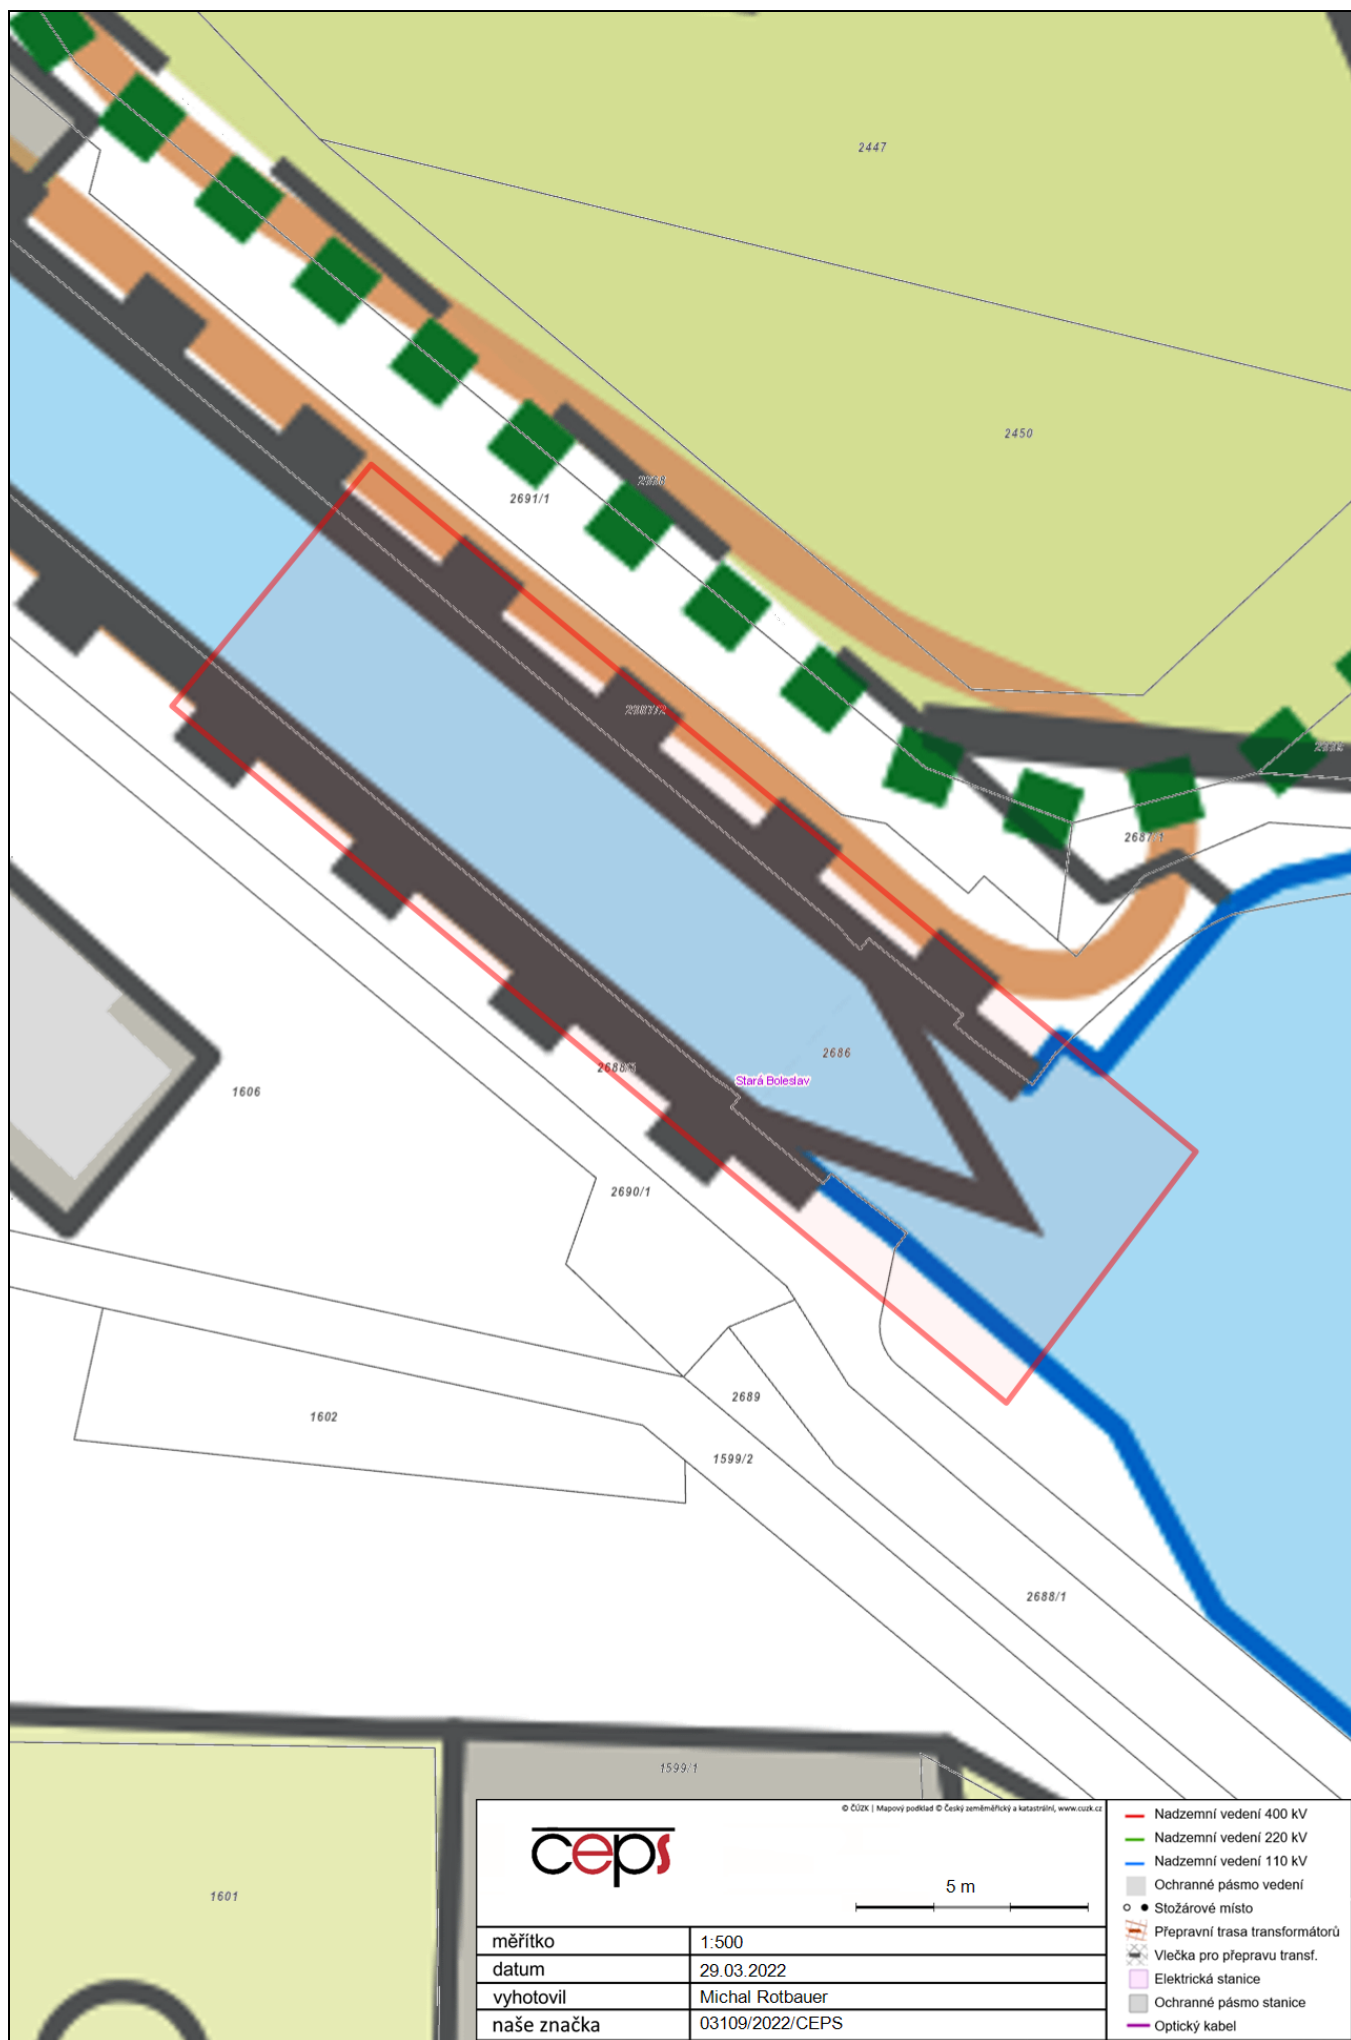 2447
2450
2691/1
2687/1
2686
Stará Boleslav
1606
2690/1
2689
1602
1599/2
2688/1
1599/1
1601
© ČÚZK | Mapový podklad © Český zeměměřický a katastrální, www.cuzk.cz
ceps
5 m
měřítko 1:500
datum 29.03.2022
vyhotovil Michal Rotbauer
naše značka 03109/2022/CEPS
Nadzemní vedení 400 kV
Nadzemní vedení 220 kV
Nadzemní vedení 110 kV
Ochranné pásmo vedení
Stožárové místo
Přepravní trasa transformátorů
Vlečka pro přepravu transf.
Elektrická stanice
Ochranné pásmo stanice
Optický kabel